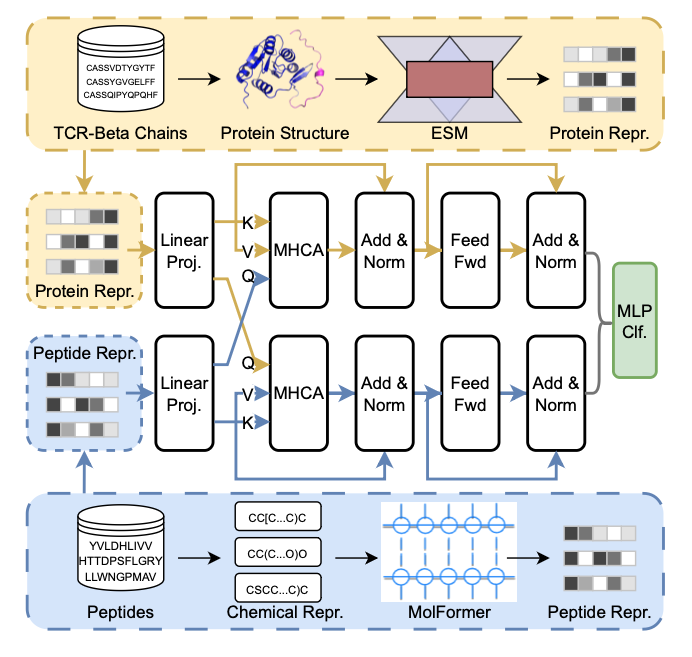 CASSVDTYGYTF
CASSYGVGELFF
CASSQIPYQPQHF
TCR-Beta Chains
Protein Structure
ESM
Protein Repr.
Protein Repr.
Linear
Proj.
K
V
Q
MHCA
Add &
Norm
Feed
Fwd
Add &
Norm
MLP
Clf.
Peptide Repr.
Linear
Proj.
Q
V
K
MHCA
Add &
Norm
Feed
Fwd
Add &
Norm
YVLDHLIVV
HTTDPSFLGRY
LLWNGPMAV
Peptides
CC[C...C)C
CC(C...O)O
CSCC...C)C
Chemical Repr.
MolFormer
Peptide Repr.